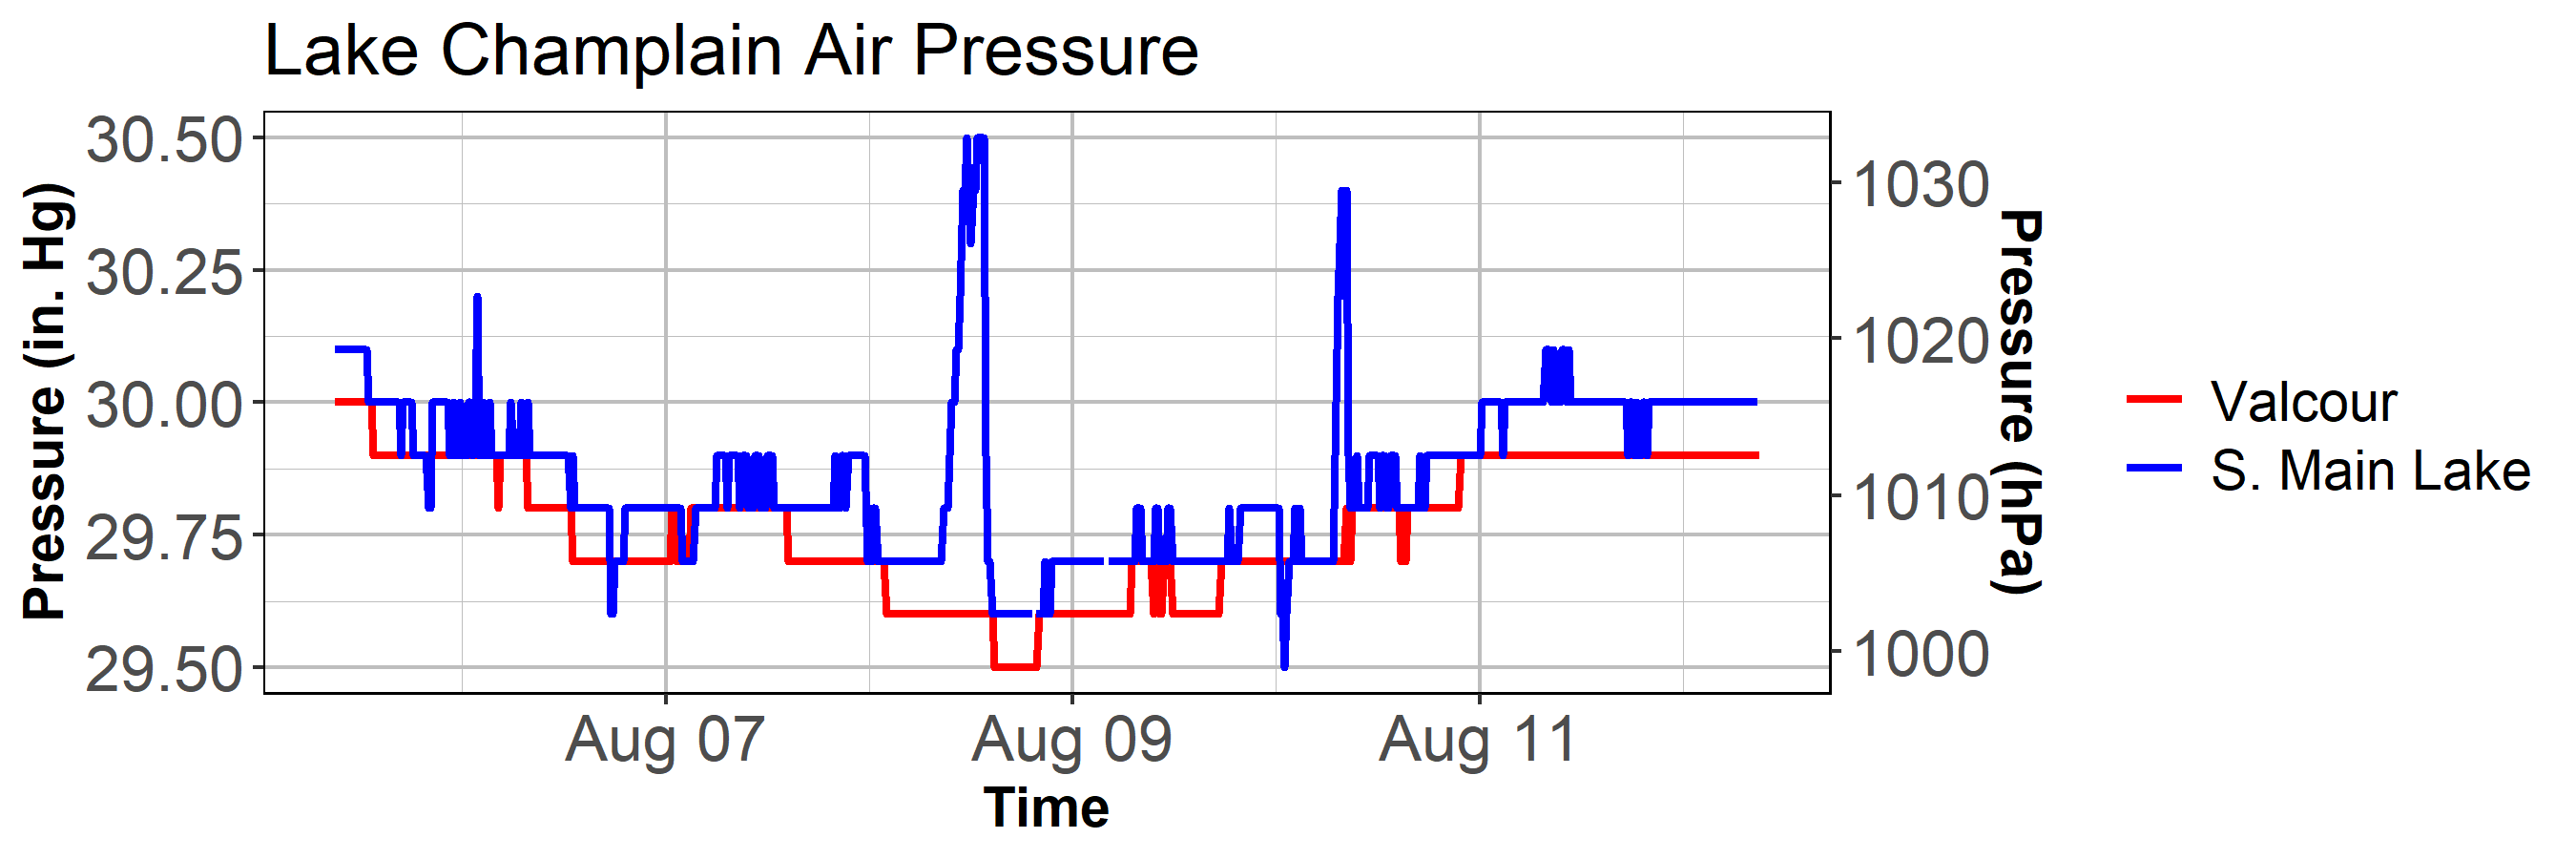 Lake Champlain Air Pressure
Pressure (in. Hg)
30.50
30.25
30.00
29.75
29.50
1030
1020
1010
1000
Pressure (hPa)
Aug 07
Aug 09
Aug 11
Time
Valcour
S. Main Lake